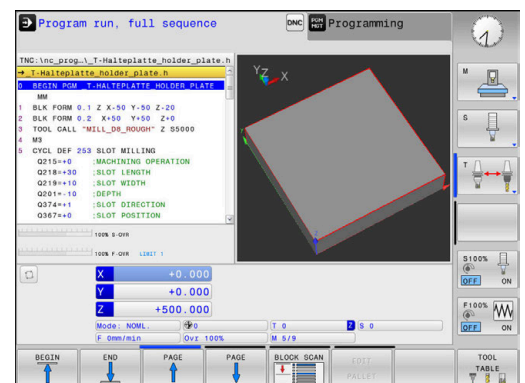 Program run, full sequence
DNC
PGM MGT
Programming
TNC:\nc_prog…\_T-Halteplatte_holder_plate.h
_T-Halteplatte_holder_plate.h
0 BEGIN PGM _T-HALTEPLATTE_HOLDER_PLATE
MM
1 BLK FORM 0.1 Z X-50 Y-50 Z-20
2 BLK FORM 0.2 X+50 Y+50 Z+0
3 TOOL CALL "MILL_D8_ROUGH" Z S5000
4 M3
5 CYCL DEF 253 SLOT MILLING
Q215=+0 ;MACHINING OPERATION
Q218=+30 ;SLOT LENGTH
Q219=+10 ;SLOT WIDTH
Q201=-10 ;DEPTH
Q374=+1 ;SLOT DIRECTION
Q367=+0 ;SLOT POSITION
Y Z X
Z
100% S-OVR
100% F-OVR LIMIT 1
X +0.000
Y +0.000
Z +500.000
Mode: NOML. 0 T 0 Z S 0
F 0mm/min Ovr 100% M 5/9
M
S
T
S100%
OFF ON
F100%
OFF ON
BEGIN
END
PAGE
PAGE
BLOCK SCAN
EDIT PALLET
TOOL TABLE